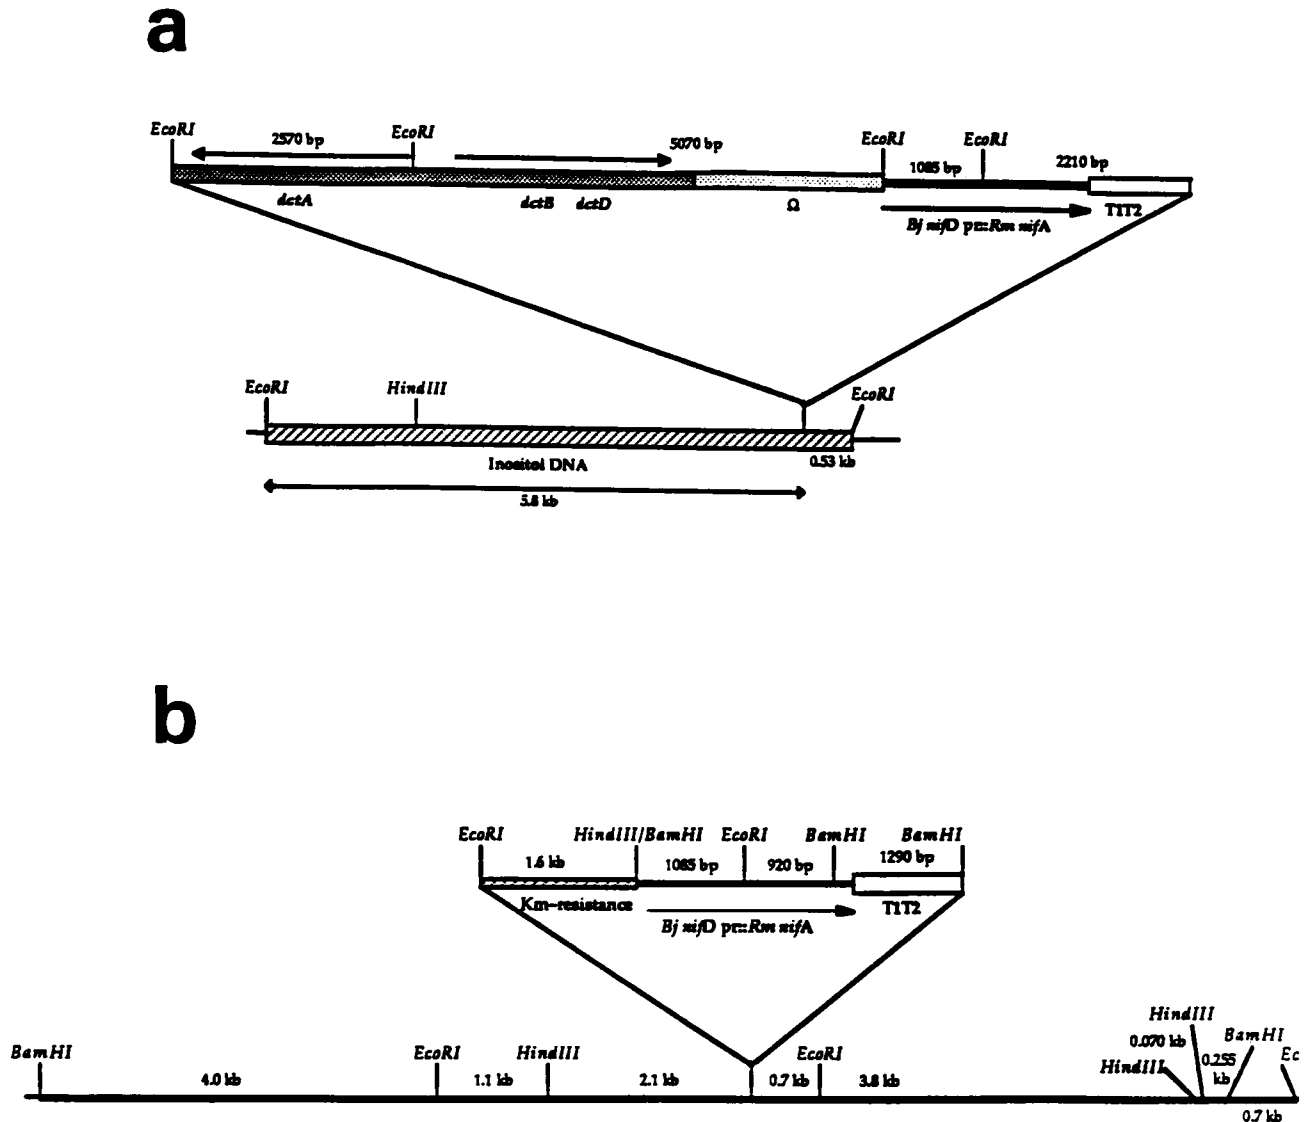 a
EcoRI 2570 bp EcoRI 5070 bp EcoRI EcoRI
1085 bp 2210 bp
dctA dctB dctD Ω T1T2
Bj nifD pr::Rm nifA
EcoRI HindIII EcoRI
Inositol DNA 0.53 kb
5.8 kb
b
EcoRI HindIII/BamHI EcoRI BamHI BamHI
1.6 kb 1085 bp 920 bp 1290 bp
Km-resistance T1T2
Bj nifD pr::Rm nifA
HindIII
0.070 kb BamHI
BamHI EcoRI HindIII EcoRI HindIII 0.255 kb Ec
4.0 kb 1.1 kb 2.1 kb 0.7 kb 3.8 kb
0.7 kb